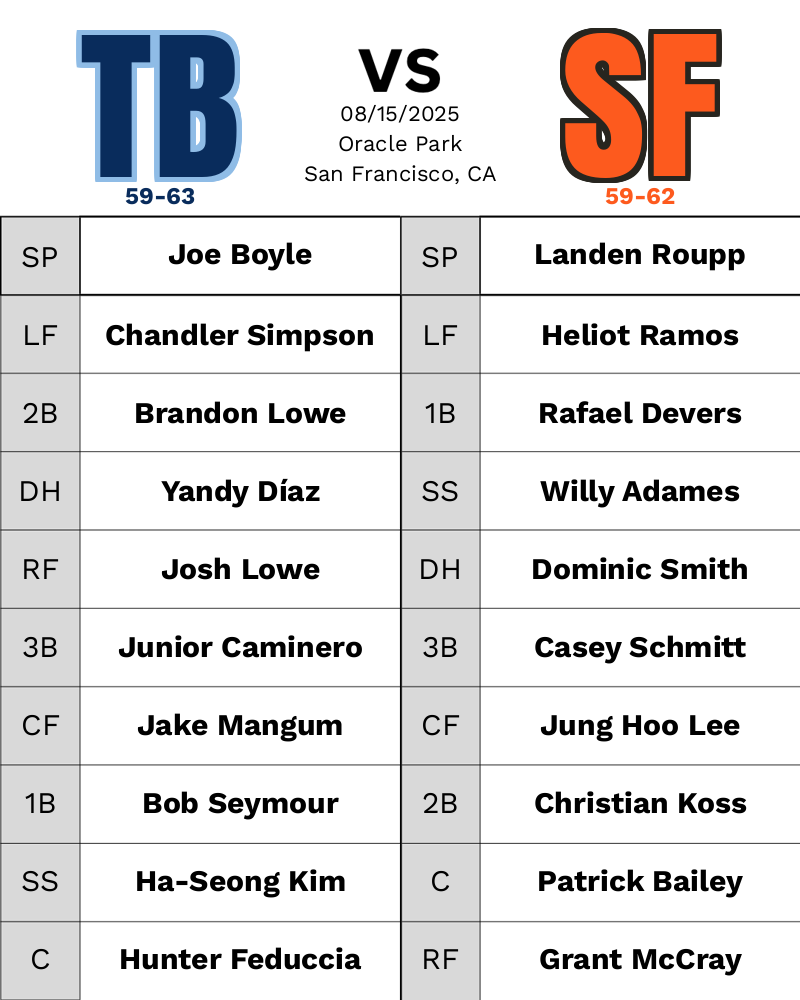 TB
VS
SF
08/15/2025
Oracle Park
San Francisco, CA
59-63
59-62
SP Joe Boyle SP Landen Roupp
LF Chandler Simpson LF Heliot Ramos
2B Brandon Lowe 1B Rafael Devers
DH Yandy Díaz SS Willy Adames
RF Josh Lowe DH Dominic Smith
3B Junior Caminero 3B Casey Schmitt
CF Jake Mangum CF Jung Hoo Lee
1B Bob Seymour 2B Christian Koss
SS Ha-Seong Kim C Patrick Bailey
C Hunter Feduccia RF Grant McCray